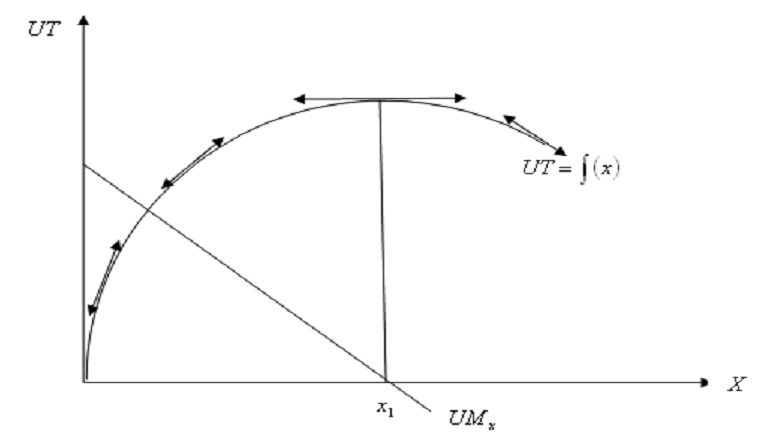 UT
UT = ∫(x)
X
x₁
UMₓ